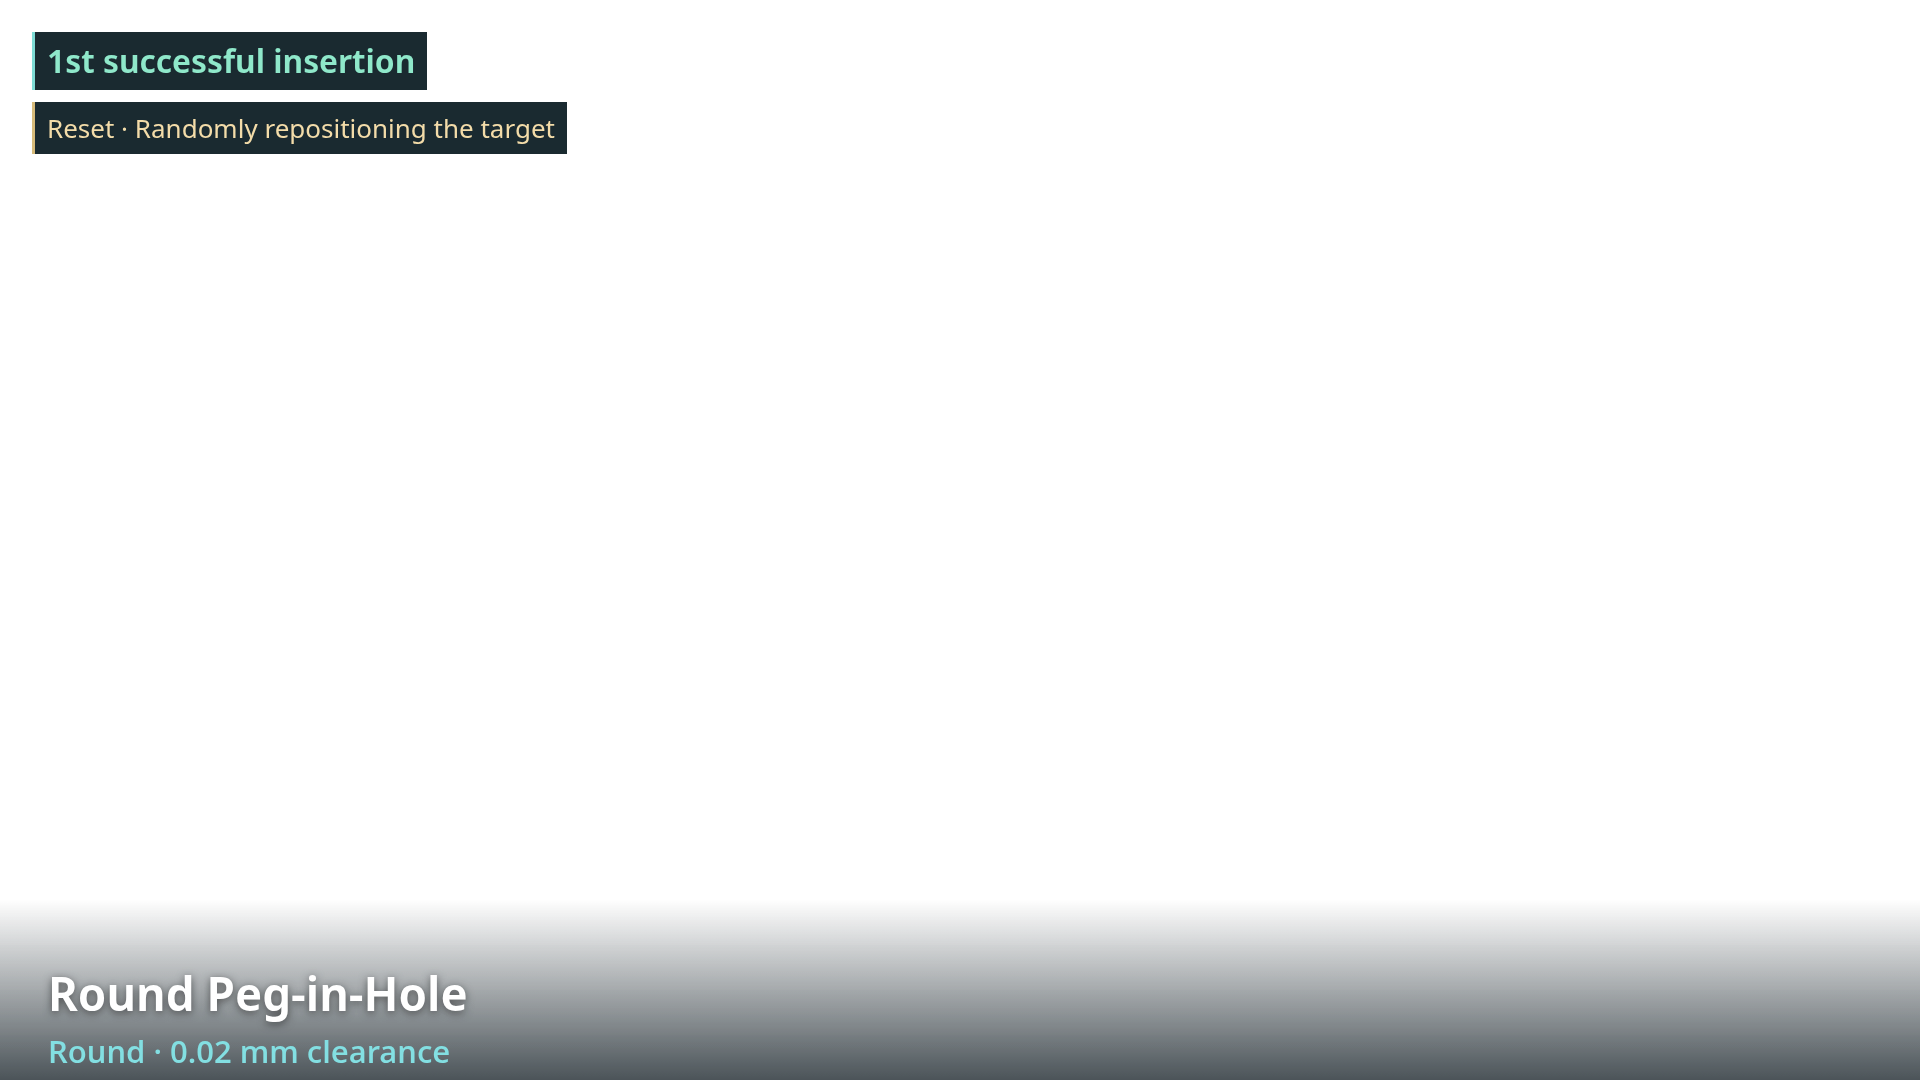 1st successful insertion
Reset · Randomly repositioning the target
Round Peg-in-Hole
Round · 0.02 mm clearance